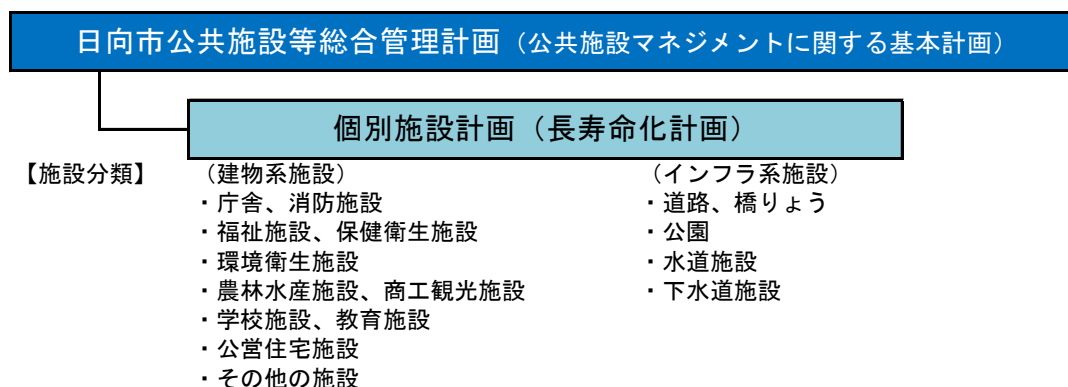 日向市公共施設等総合管理計画（公共施設マネジメントに関する基本計画）
個別施設計画（長寿命化計画）
【施設分類】
（建物系施設）
・庁舎、消防施設
・福祉施設、保健衛生施設
・環境衛生施設
・農林水産施設、商工観光施設
・学校施設、教育施設
・公営住宅施設
・その他の施設
（インフラ系施設）
・道路、橋りょう
・公園
・水道施設
・下水道施設